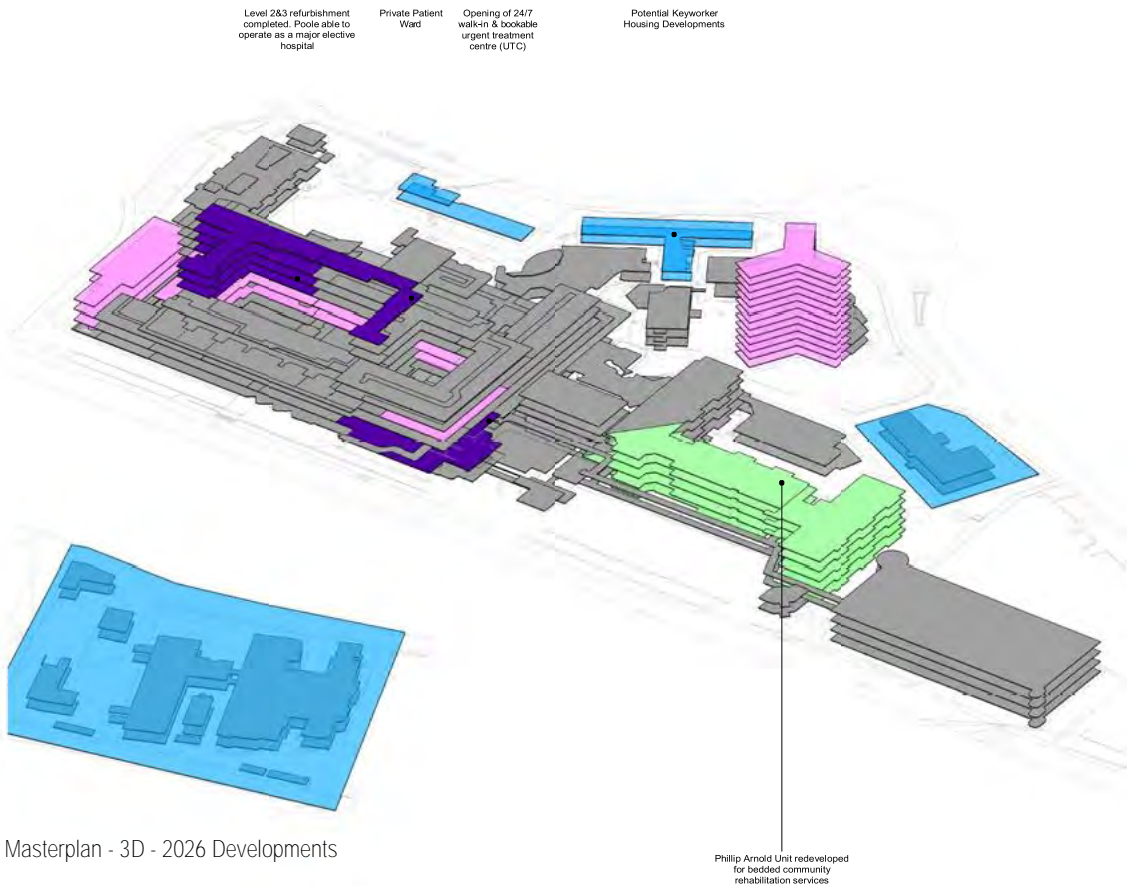 Level 2&3 refurbishment
completed. Poole able to
operate as a major elective
hospital
Private Patient
Ward
Opening of 24/7
walk-in & bookable
urgent treatment
centre (UTC)
Potential Keyworker
Housing Developments
Masterplan - 3D - 2026 Developments
Phillip Arnold Unit redeveloped
for bedded community
rehabilitation services